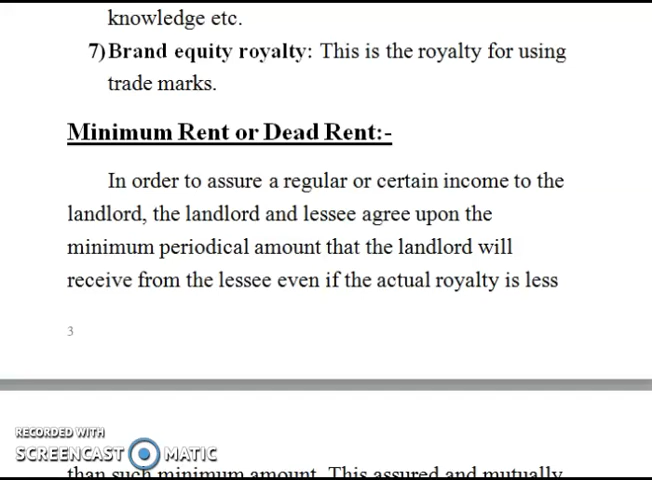 knowledge etc.
7) Brand equity royalty: This is the royalty for using
trade marks.
Minimum Rent or Dead Rent:-
In order to assure a regular or certain income to the
landlord, the landlord and lessee agree upon the
minimum periodical amount that the landlord will
receive from the lessee even if the actual royalty is less
3
RECORDED WITH
SCREENCAST MATIC
than such minimum amount. This assured and mutually